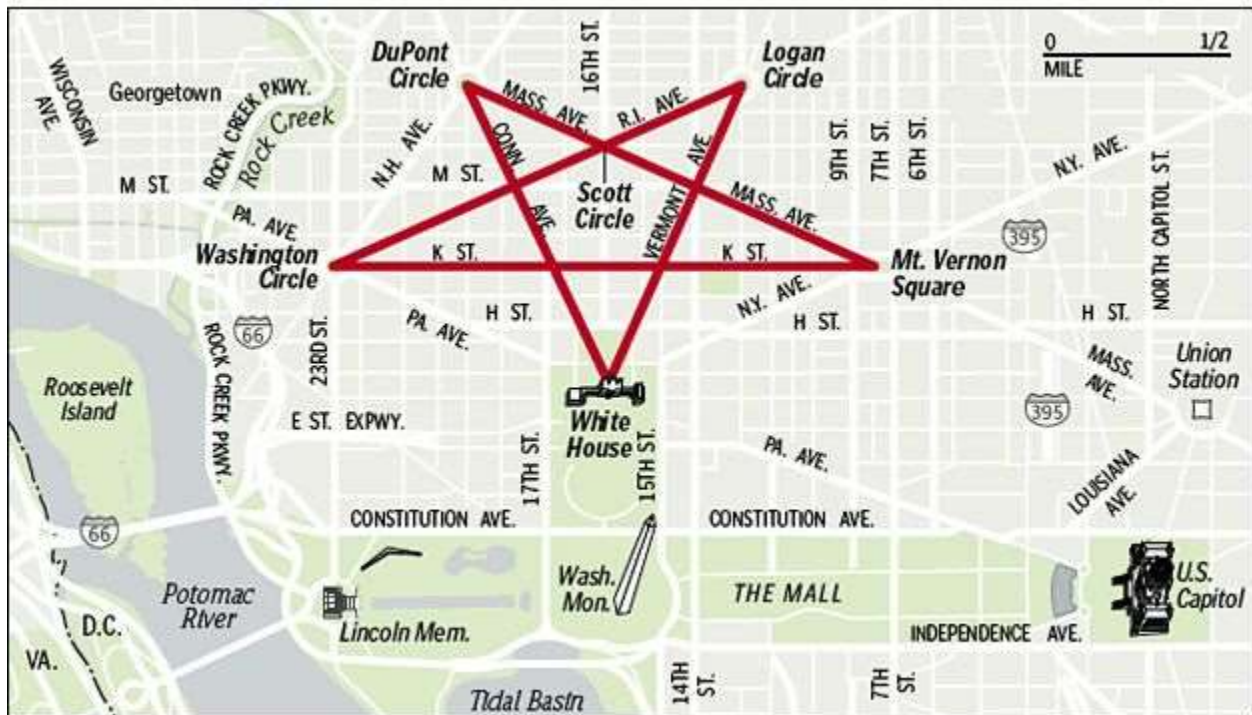 DuPont
Circle
16TH ST.
Logan
Circle
0 1/2
MILE
WISCONSIN
AVE.
Georgetown
ROCK CREEK PKWY.
Rock Creek
MASS. AVE.
R.I. AVE.
N.H. AVE.
CONN.
AVE.
VERMONT
AVE.
9TH ST.
7TH ST.
6TH ST.
N.Y. AVE.
NORTH CAPITOL ST.
M ST.
M ST.
Scott
Circle
MASS. AVE.
PA. AVE
Washington
Circle
K ST.
K ST.
Mt. Vernon
Square
395
N.Y. AVE.
H ST.
H ST.
H ST.
PA. AVE.
66
23RD ST.
ROCK CREEK PKWY.
MASS.
AVE.
Union
Station
Roosevelt
Island
E ST. EXPWY.
White
House
17TH ST.
15TH ST.
395
PA. AVE.
LOUISIANA
AVE.
66
CONSTITUTION AVE.
CONSTITUTION AVE.
Potomac
River
Wash.
Mon.
THE MALL
U.S.
Capitol
Lincoln Mem.
D.C.
VA.
INDEPENDENCE AVE.
14TH
ST.
7TH
ST.
Tidal Basin